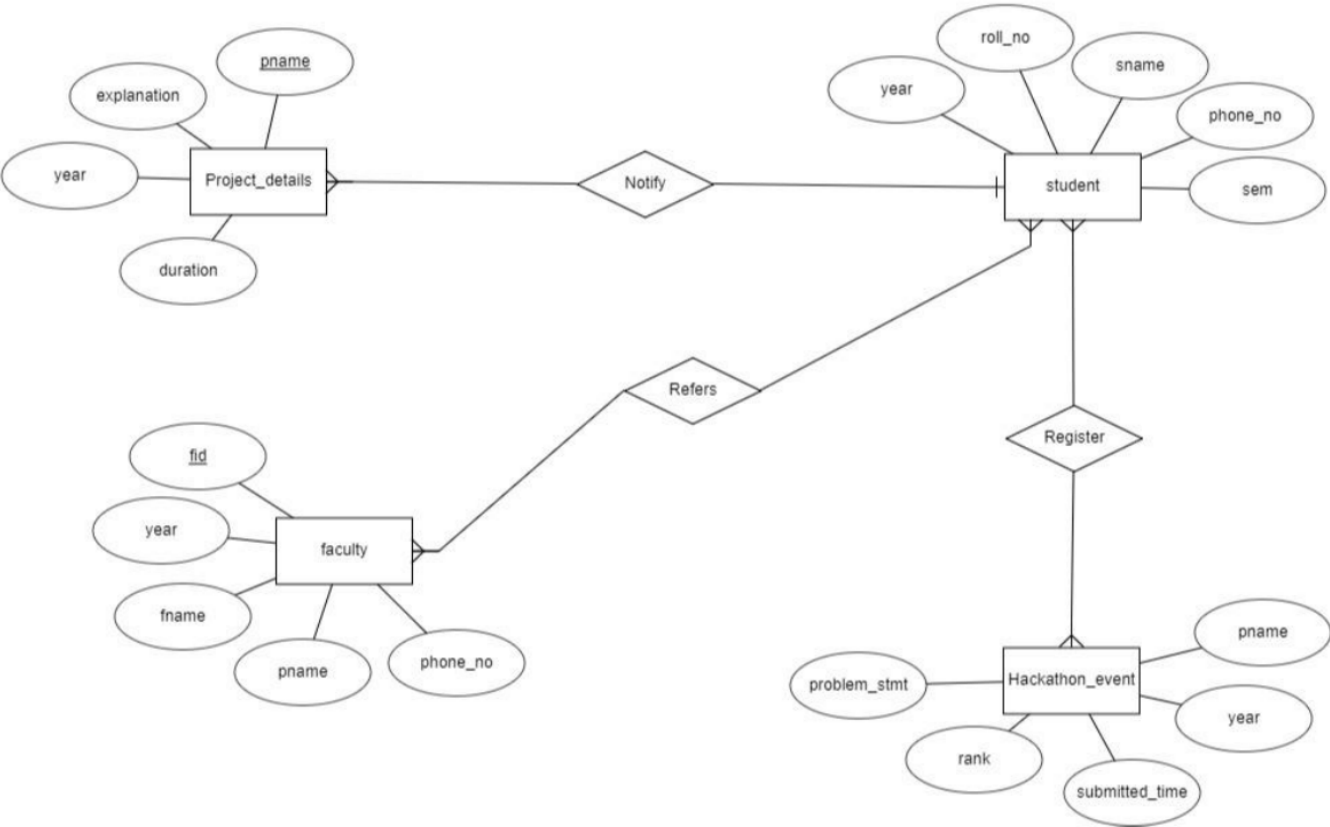 pname
explanation
year
Project_details
duration
Notify
roll_no
sname
year
phone_no
student
sem
Refers
Register
fid
year
faculty
fname
pname
phone_no
pname
problem_stmt
Hackathon_event
year
rank
submitted_time